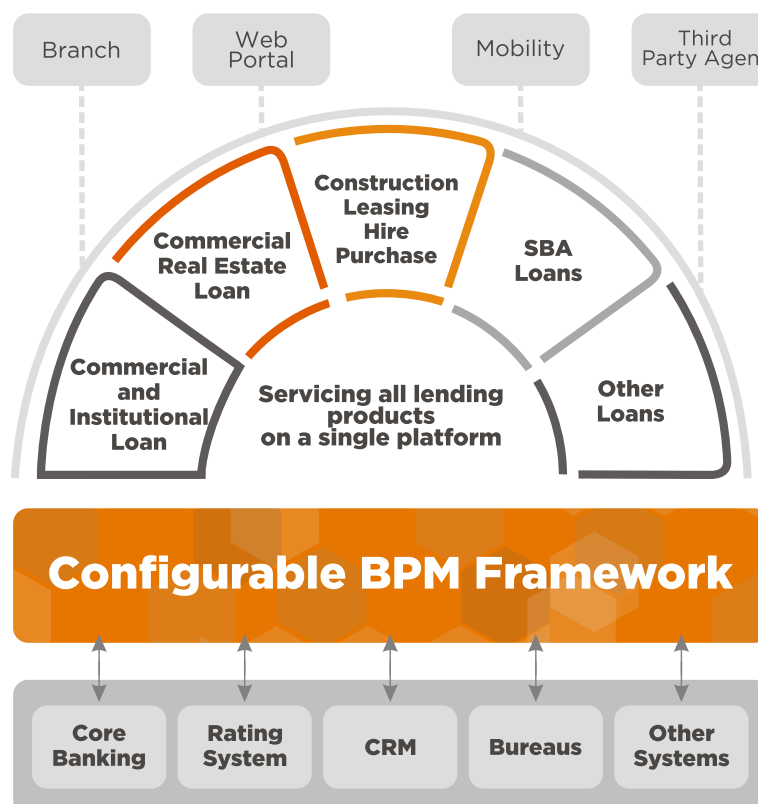 Branch
Web
Portal
Mobility
Third
Party Agen
Construction
Leasing
Hire
Purchase
Commercial
Real Estate
Loan
SBA
Loans
Commercial
and
Institutional
Loan
Other
Loans
Servicing all lending
products
on a single platform
Configurable BPM Framework
Core
Banking
Rating
System
CRM
Bureaus
Other
Systems